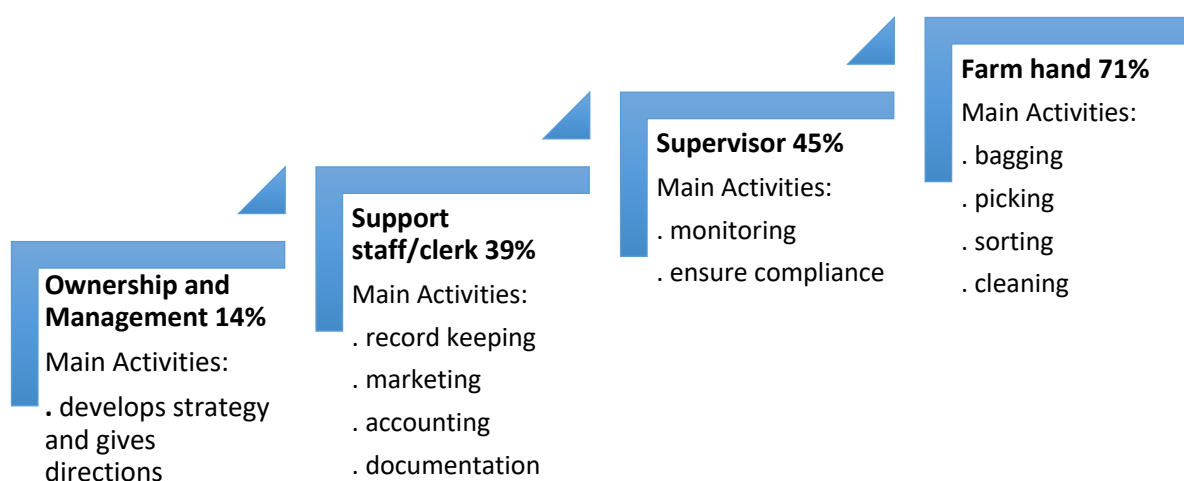 Ownership and
Management 14%
Main Activities:
. develops strategy
and gives
directions
Support
staff/clerk 39%
Main Activities:
. record keeping
. marketing
. accounting
. documentation
Supervisor 45%
Main Activities:
. monitoring
. ensure compliance
Farm hand 71%
Main Activities:
. bagging
. picking
. sorting
. cleaning